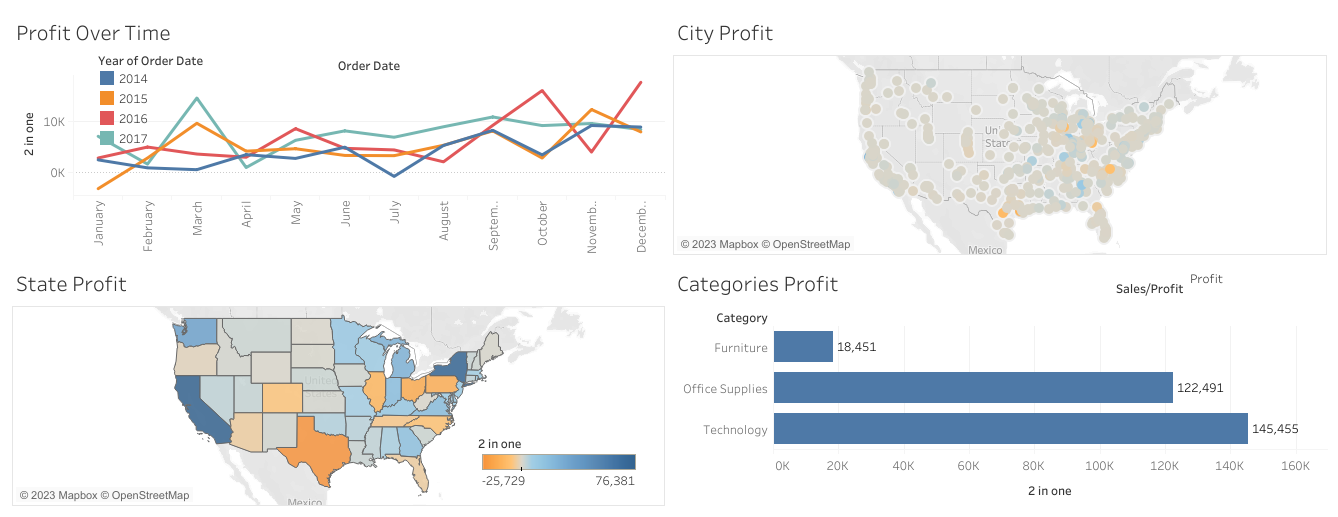 Profit Over Time
Year of Order Date
Order Date
2014
2015
2016
2017
2 in one
10K
0K
January
February
March
April
May
June
July
August
Septem..
October
Novemb..
Decemb..
City Profit
United
States
Mexico
© 2023 Mapbox © OpenStreetMap
State Profit
United
States
Mexico
2 in one
-25,729
76,381
© 2023 Mapbox © OpenStreetMap
Categories Profit
Sales/Profit
Profit
Category
Furniture
18,451
Office Supplies
122,491
Technology
145,455
0K
20K
40K
60K
80K
100K
120K
140K
160K
2 in one